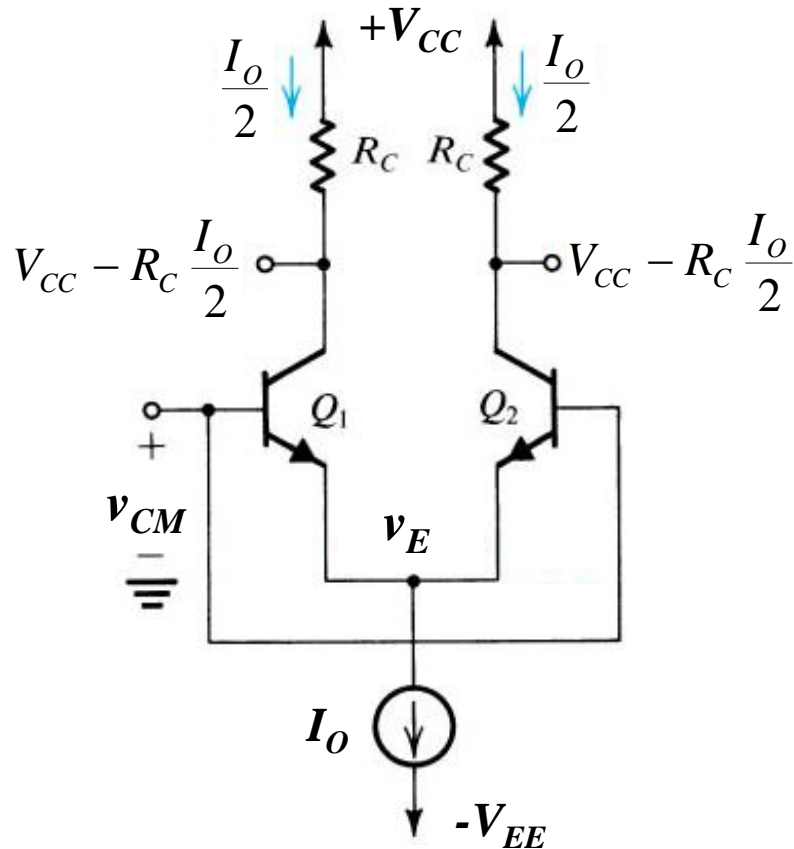 +V_CC
I_O/2
I_O/2
R_C
R_C
V_CC − R_C I_O/2
V_CC − R_C I_O/2
Q_1
Q_2
+
v_CM
−
v_E
I_O
-V_EE